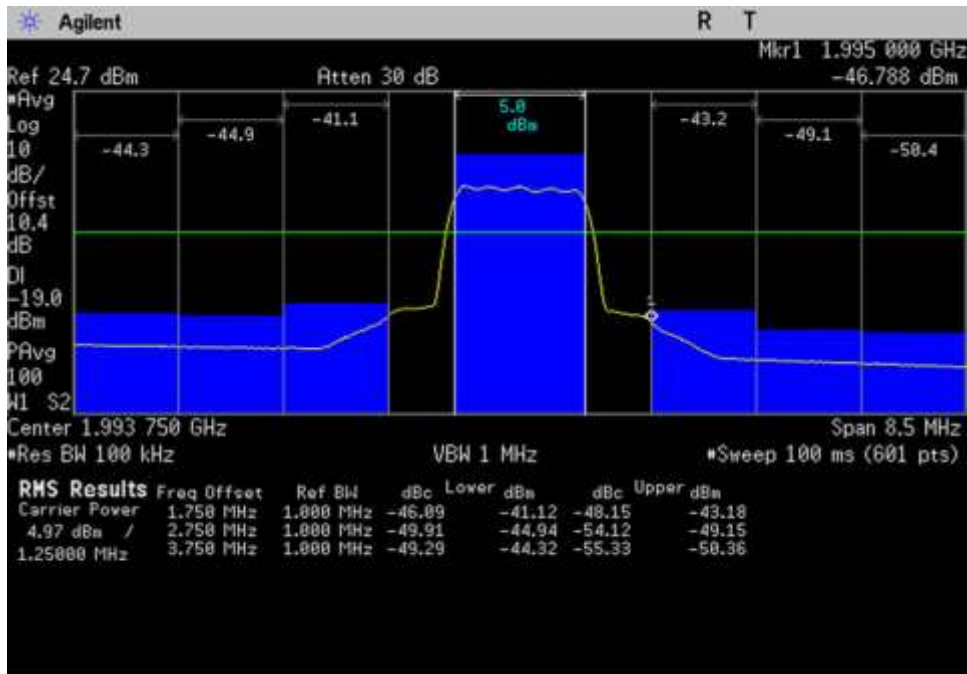 Agilent R T
Mkr1 1.995 000 GHz
Ref 24.7 dBm Atten 30 dB -46.788 dBm
#Avg
Log
10
dB/
Offst
10.4
dB
DI
-19.0
dBm
PAvg
100
W1 S2
-44.3 -44.9 -41.1 5.0 dBm -43.2 -49.1 -50.4
1
Center 1.993 750 GHz Span 8.5 MHz
#Res BW 100 kHz VBW 1 MHz #Sweep 100 ms (601 pts)
RMS Results Freq Offset Ref BW dBc Lower dBm dBc Upper dBm
Carrier Power 1.750 MHz 1.000 MHz -46.09 -41.12 -48.15 -43.18
4.97 dBm / 2.750 MHz 1.000 MHz -49.91 -44.94 -54.12 -49.15
1.25000 MHz 3.750 MHz 1.000 MHz -49.29 -44.32 -55.33 -50.36